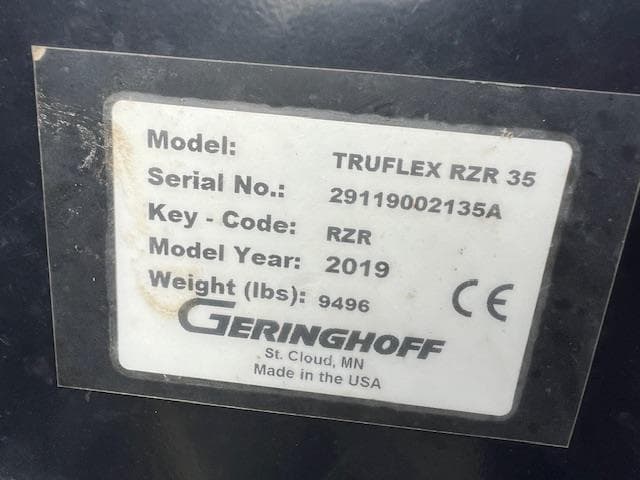 Model: TRUFLEX RZR 35
Serial No.: 29119002135A
Key - Code: RZR
Model Year: 2019
Weight (lbs): 9496
CE
GERINGHOFF
St. Cloud, MN
Made in the USA